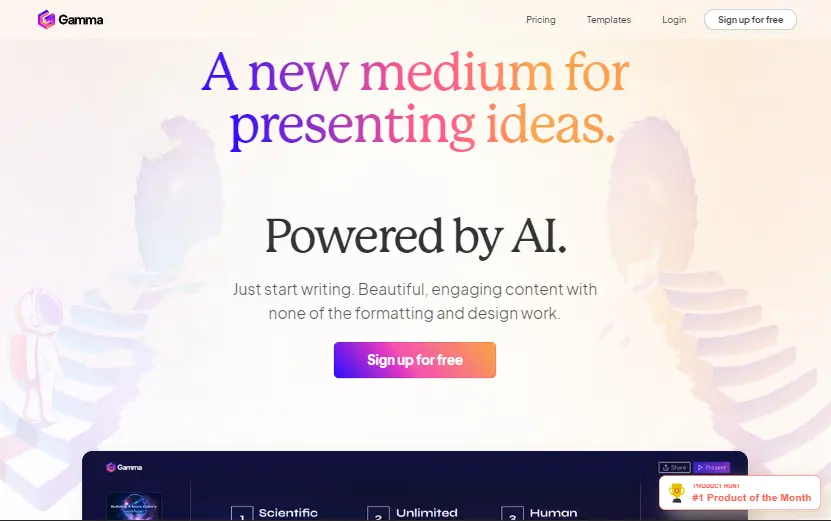 Gamma
Pricing
Templates
Login
Sign up for free
A new medium for
presenting ideas.
Powered by AI.
Just start writing. Beautiful, engaging content with
none of the formatting and design work.
Sign up for free
Gamma
Share
Present
PRODUCT HUNT
#1 Product of the Month
1 Scientific
2 Unlimited
3 Human